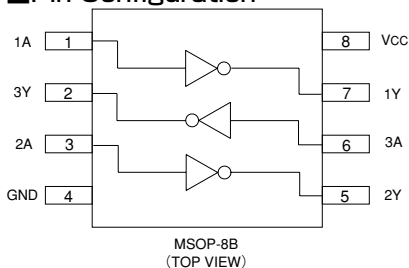 ■Pin Configuration
1A 1 8 VCC
3Y 2 7 1Y
2A 3 6 3A
GND 4 5 2Y
MSOP-8B
(TOP VIEW)